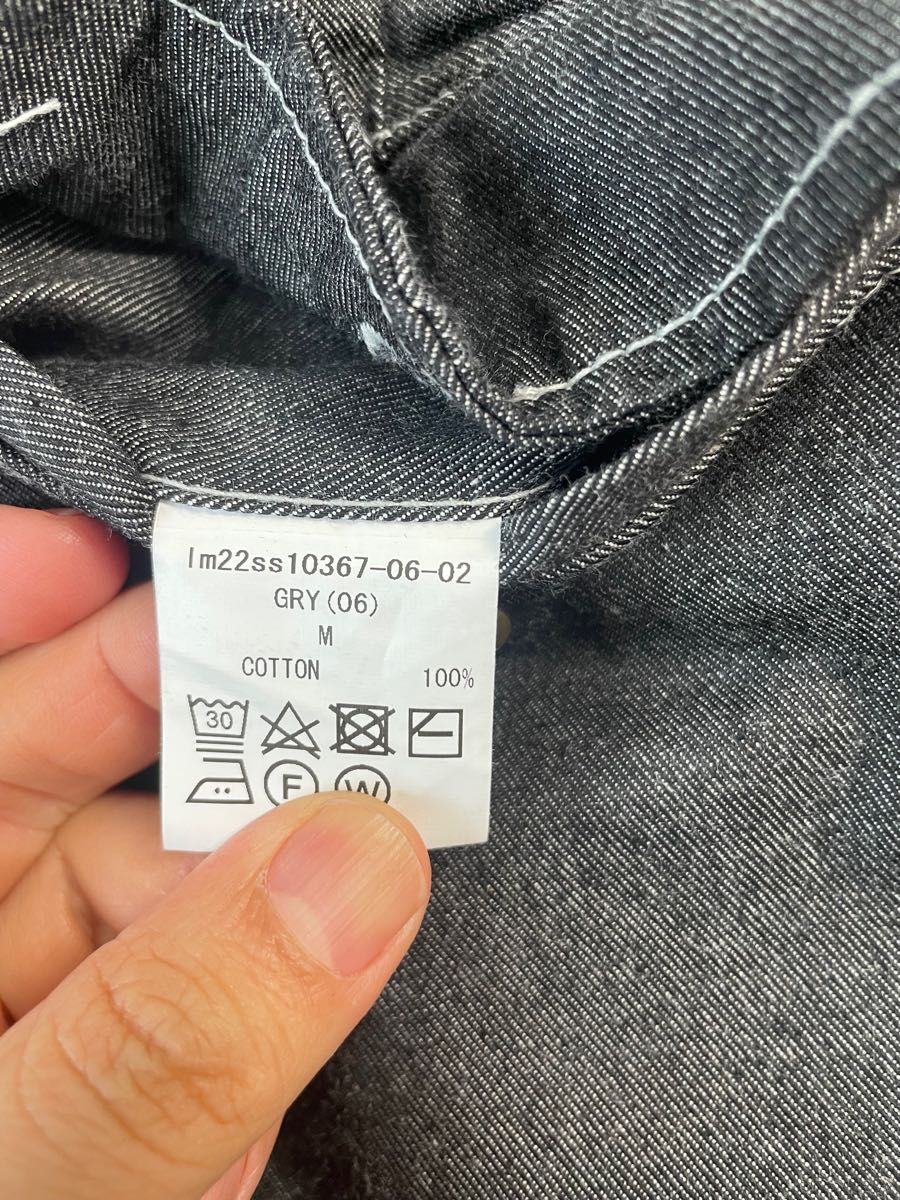 lm22ss10367-06-02
GRY(06)
M
COTTON 100%
30
F W